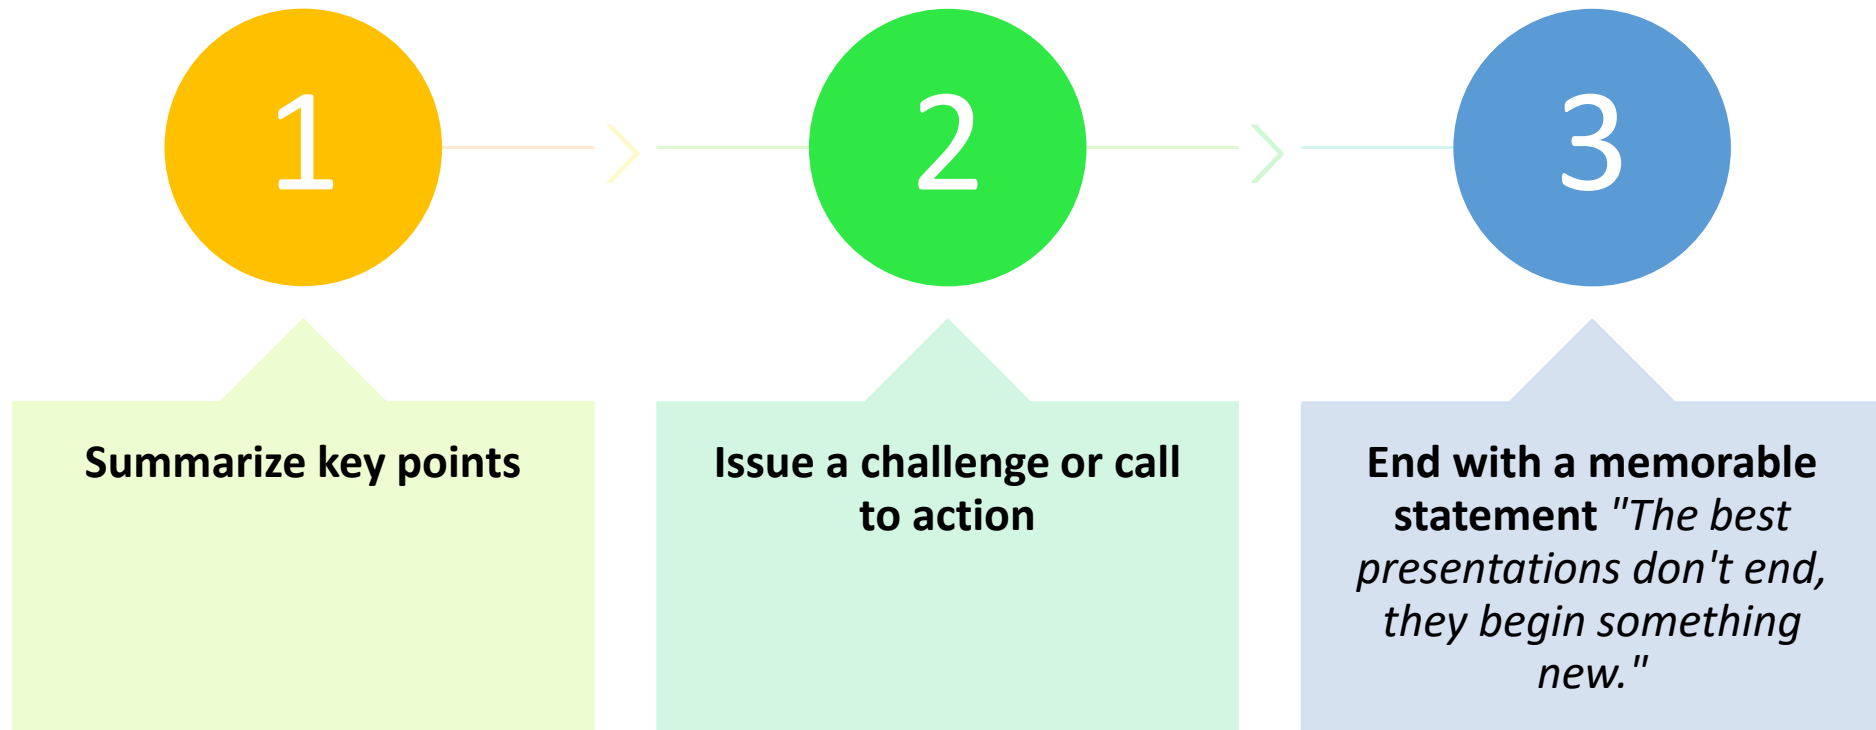 1
2
3
Summarize key points
Issue a challenge or call
to action
End with a memorable
statement "The best
presentations don't end,
they begin something
new."